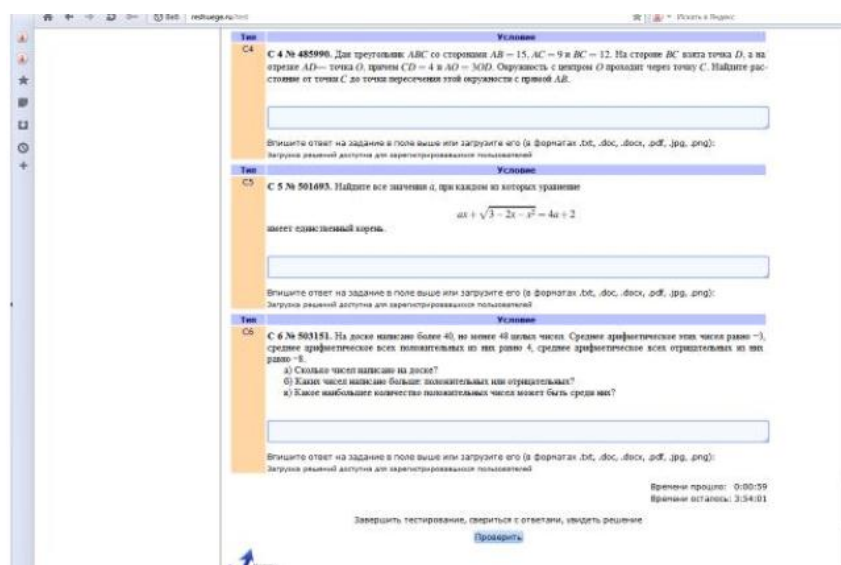 reshuege.ru/test
Искать в Яндекс
Тип Условие
C4
C 4 № 485990. Дан треугольник ABC со сторонами AB = 15, AC = 9 и BC = 12. На стороне BC взята точка D, а на
отрезке AD— точка O, причем CD = 4 и AO = 3OD. Окружность с центром O проходит через точку C. Найдите рас-
стояние от точки C до точки пересечения этой окружности с прямой AB.
Впишите ответ на задание в поле выше или загрузите его (в форматах .txt, .doc, .docx, .pdf, .jpg, .png):
Загрузка решений доступна для зарегистрировавшихся пользователей
Тип Условие
C5
C 5 № 501693. Найдите все значения a, при каждом из которых уравнение
ax + √3 − 2x − x² = 4a + 2
имеет единственный корень.
Впишите ответ на задание в поле выше или загрузите его (в форматах .txt, .doc, .docx, .pdf, .jpg, .png):
Загрузка решений доступна для зарегистрировавшихся пользователей
Тип Условие
C6
C 6 № 503151. На доске написано более 40, но менее 48 целых чисел. Среднее арифметическое этих чисел равно −3,
среднее арифметическое всех положительных из них равно 4, среднее арифметическое всех отрицательных из них
равно −8.
а) Сколько чисел написано на доске?
б) Каких чисел написано больше: положительных или отрицательных?
в) Какое наибольшее количество положительных чисел может быть среди них?
Впишите ответ на задание в поле выше или загрузите его (в форматах .txt, .doc, .docx, .pdf, .jpg, .png):
Загрузка решений доступна для зарегистрировавшихся пользователей
Времени прошло: 0:00:59
Времени осталось: 3:54:01
Завершить тестирование, свериться с ответами, увидеть решения
Проверить